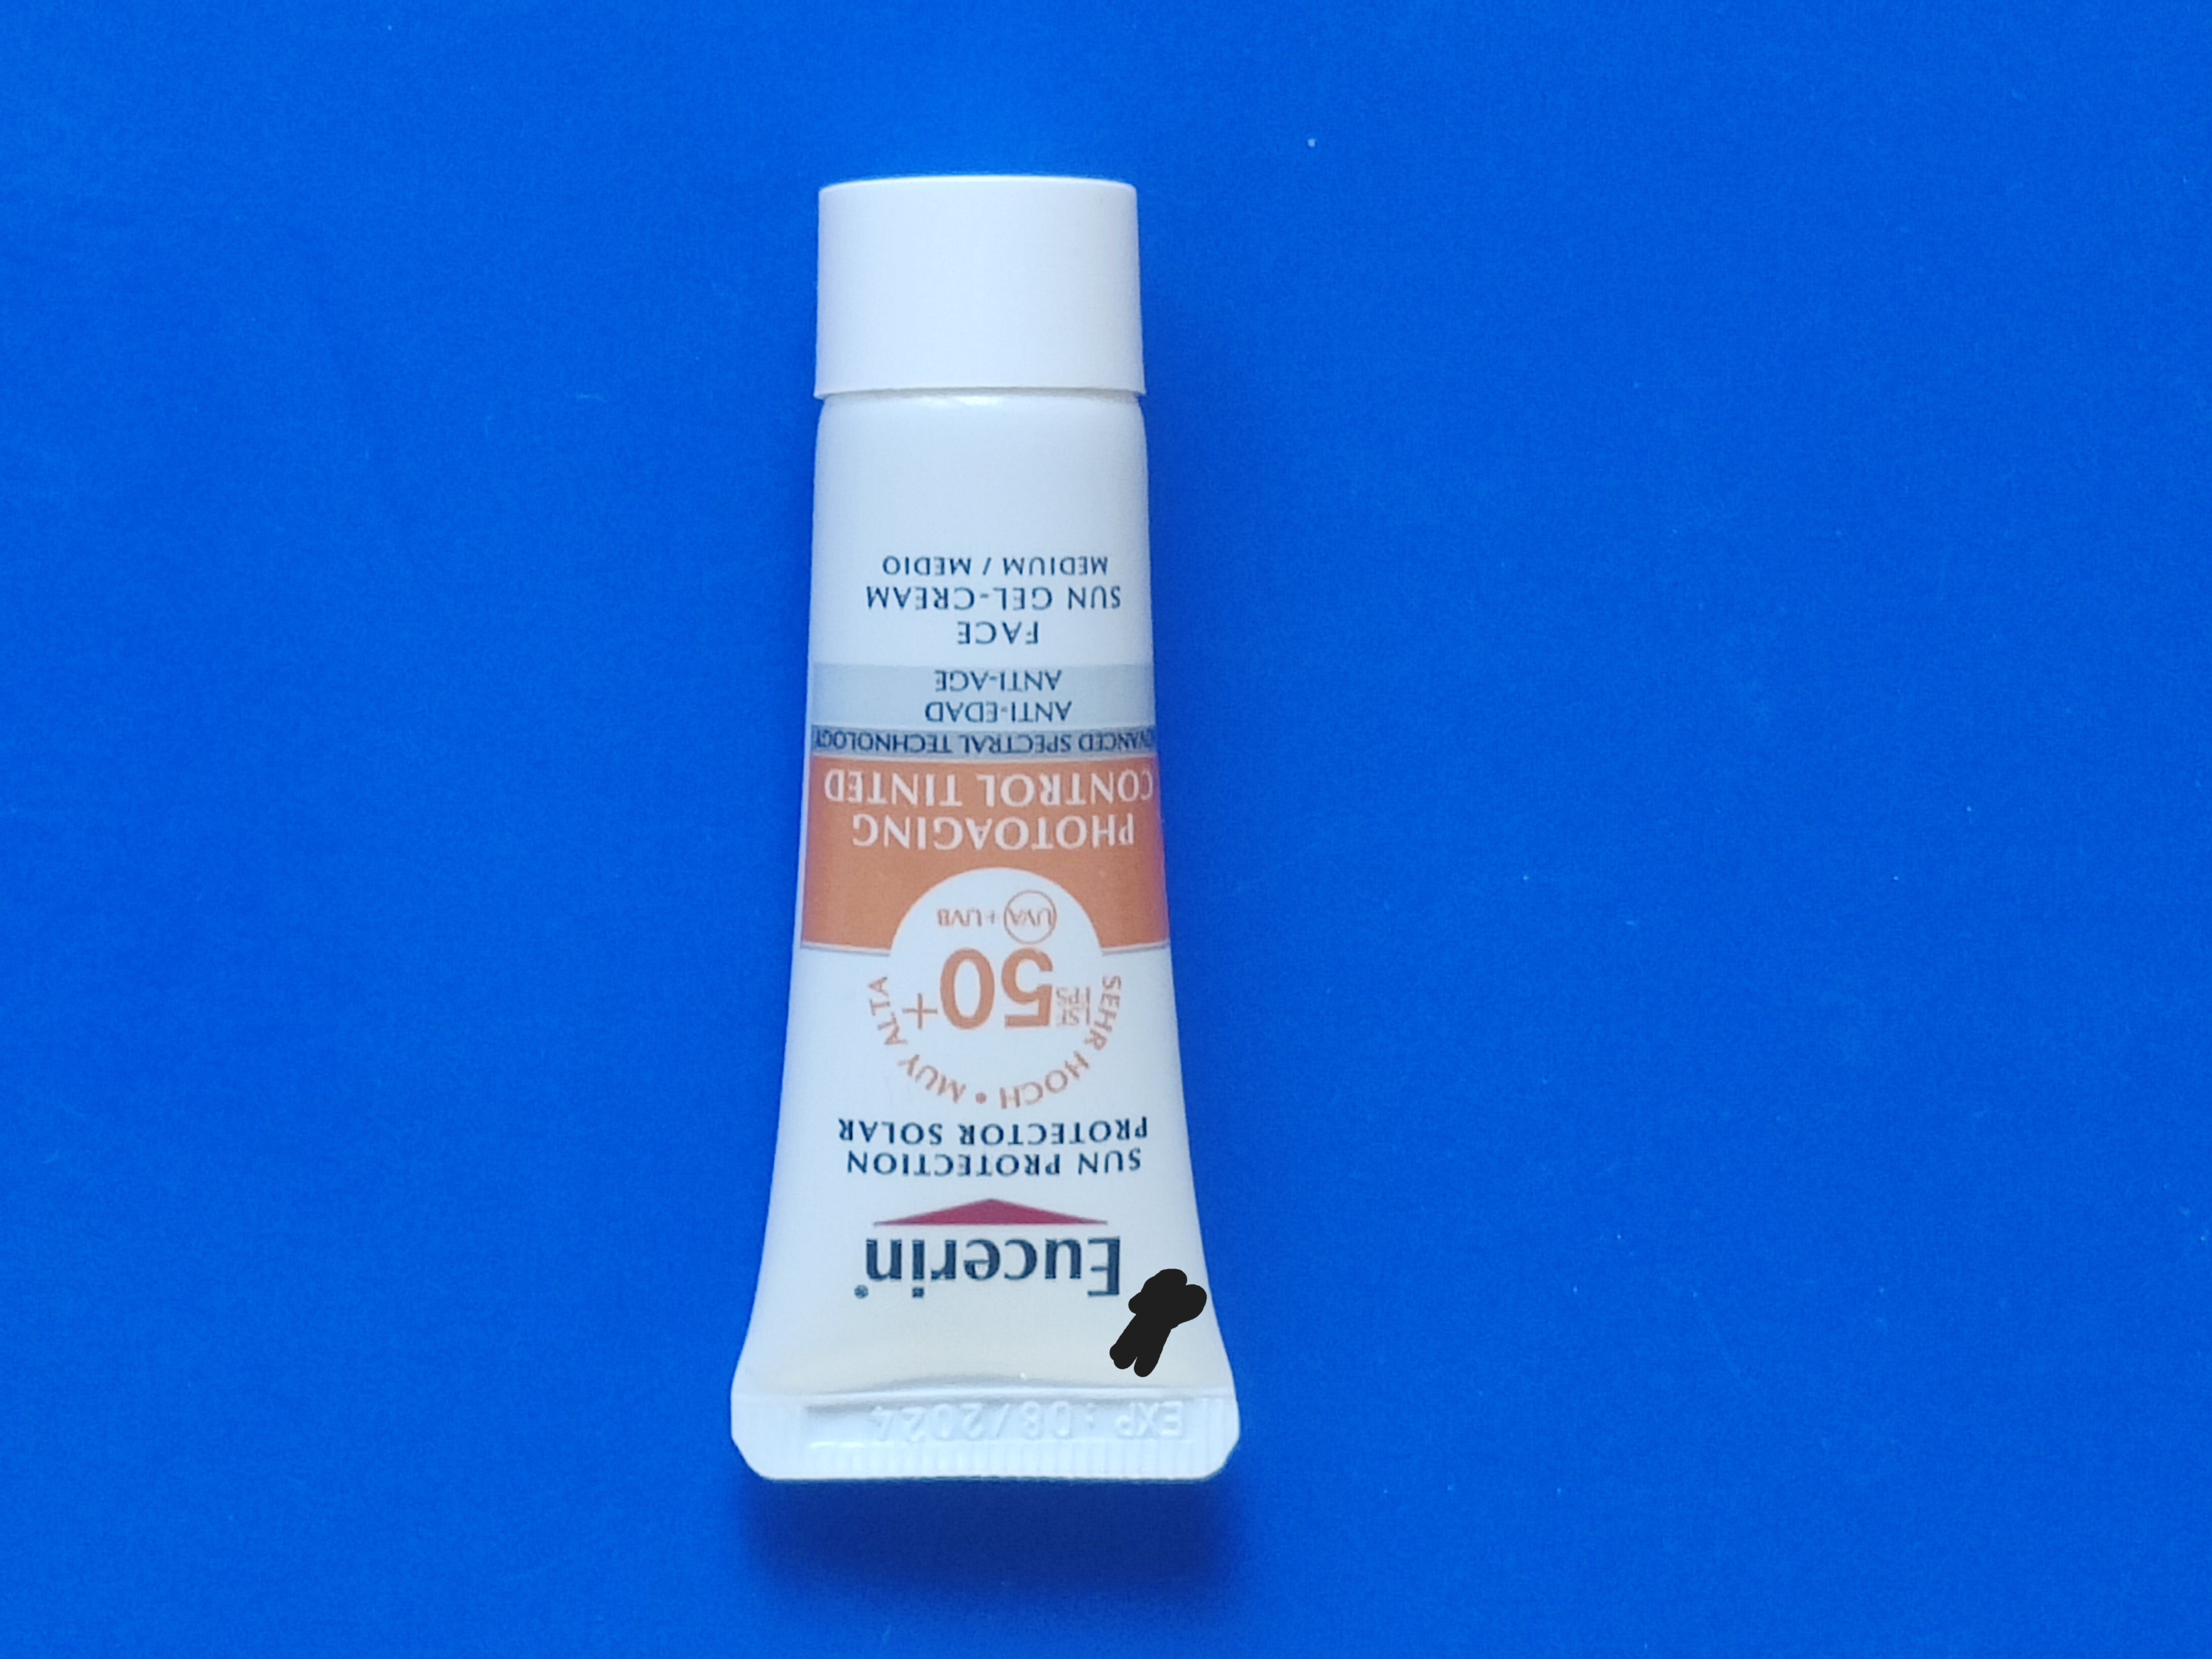 Eucerin®
SUN PROTECTION
PROTECTOR SOLAR
SEHR HOCH • MUY ALTA
LSF
FPS
50+
UVA + UVB
PHOTOAGING
CONTROL TINTED
ADVANCED SPECTRAL TECHNOLOGY
ANTI-EDAD
ANTI-AGE
FACE
SUN GEL-CREAM
MEDIUM / MEDIO
EXP : 08/2024